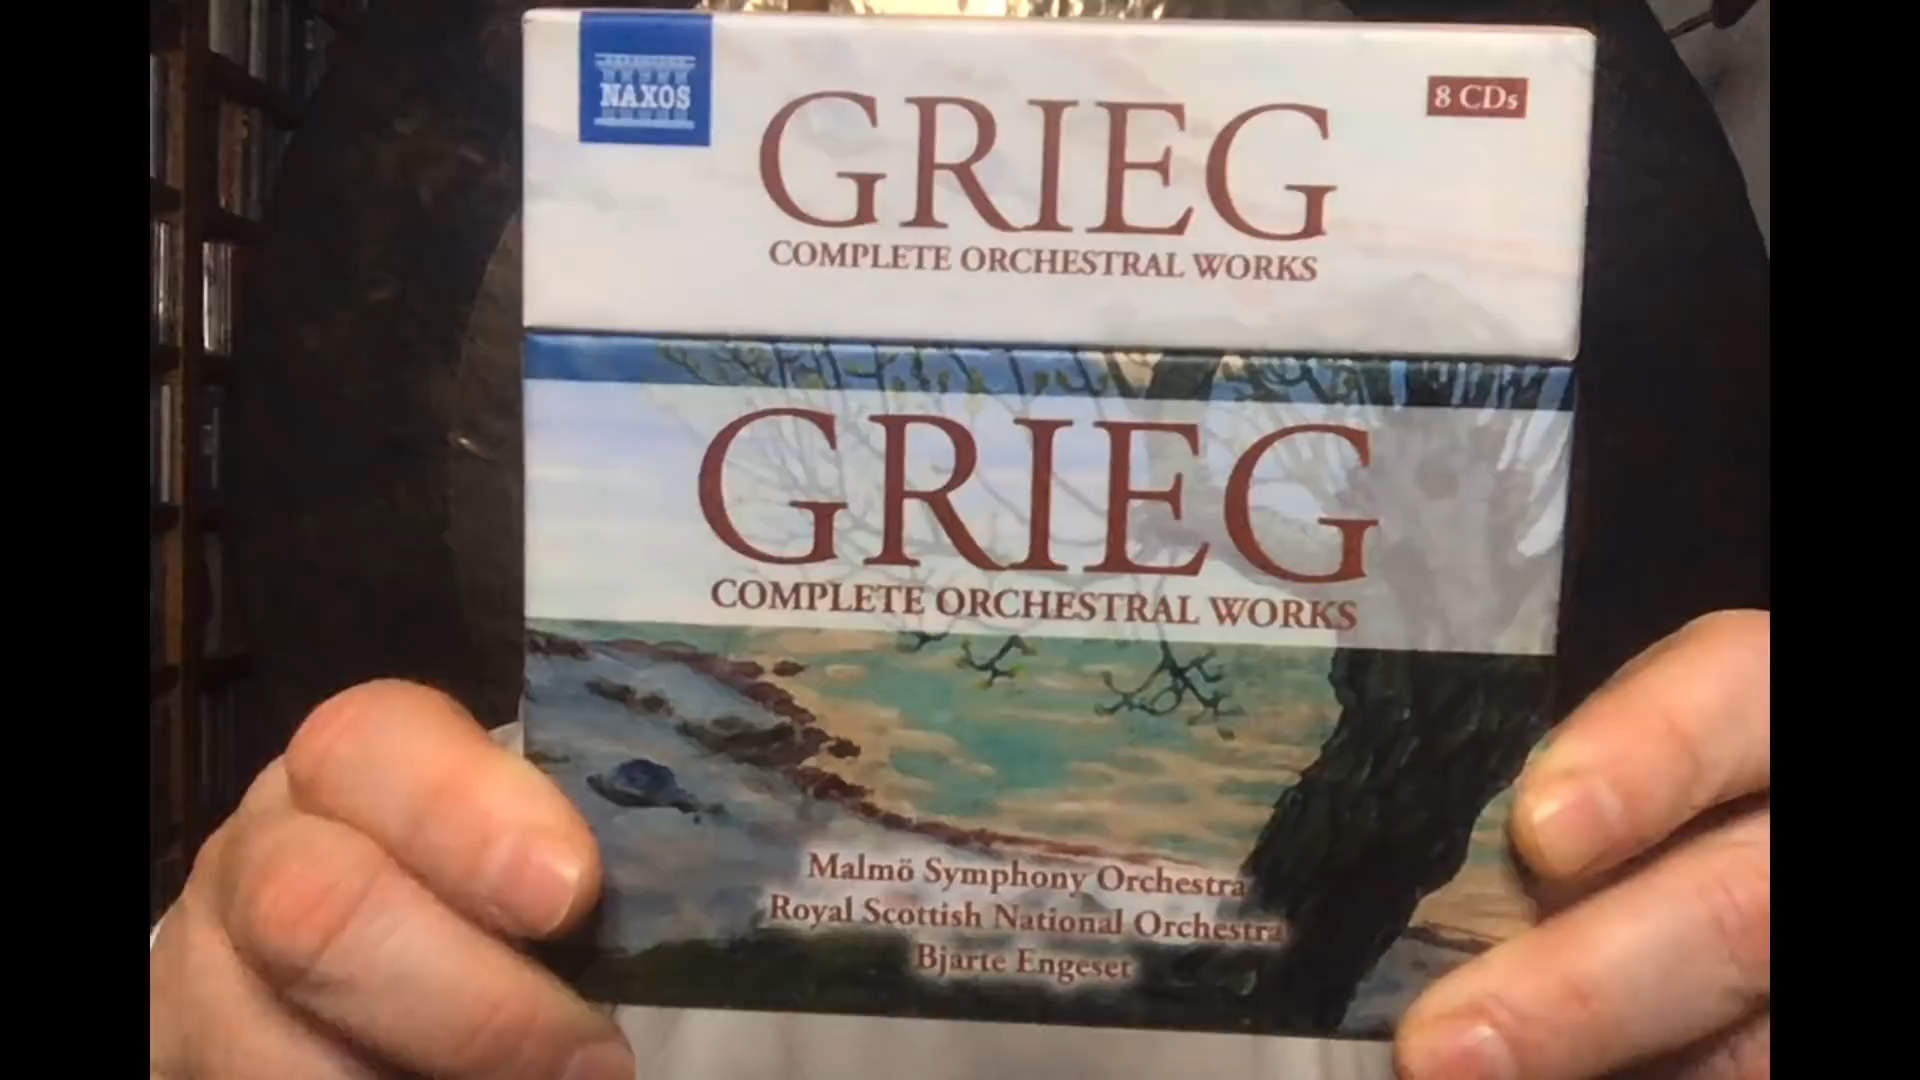 NAXOS
GRIEG
8 CDs
COMPLETE ORCHESTRAL WORKS
GRIEG
COMPLETE ORCHESTRAL WORKS
Malmö Symphony Orchestra
Royal Scottish National Orchestra
Bjarte Engeset